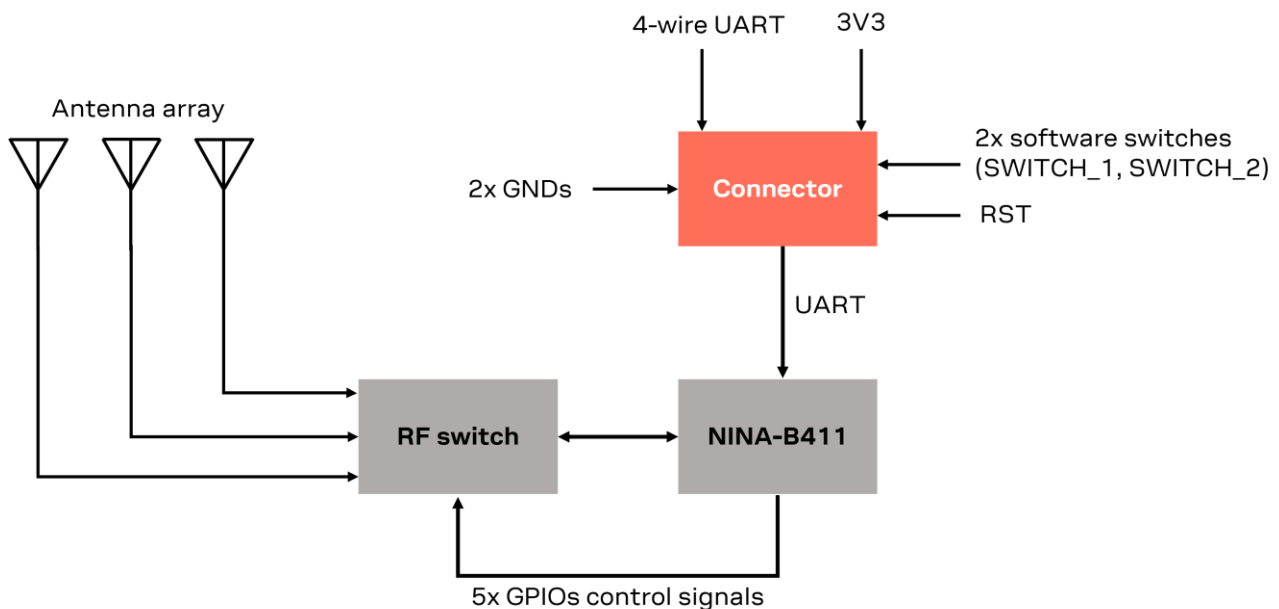 4-wire UART
3V3
Antenna array
2x software switches
(SWITCH_1, SWITCH_2)
2x GNDs
Connector
RST
UART
RF switch
NINA-B411
5x GPIOs control signals